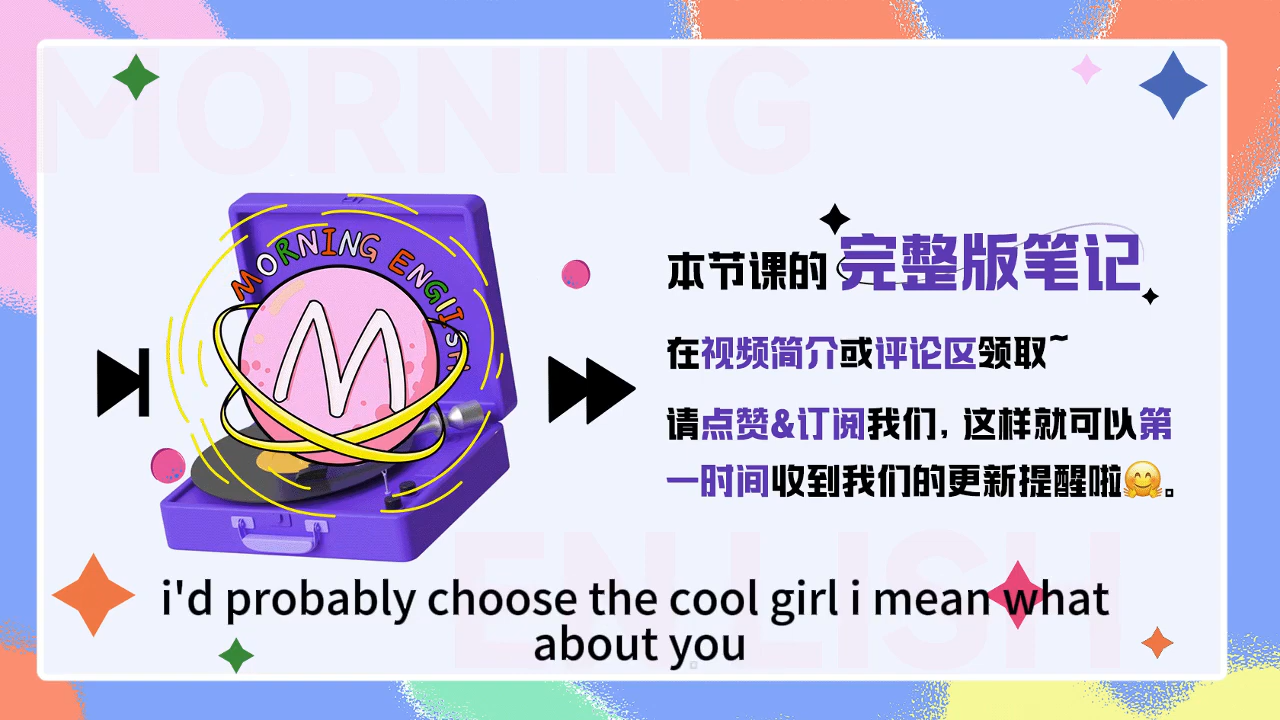 MORNING
MORNING ENGlISH
M
本节课的 完整版笔记
在视频简介或评论区领取~
请点赞&订阅我们, 这样就可以第
一时间收到我们的更新提醒啦🤗。
i'd probably choose the cool girl i mean what
about you